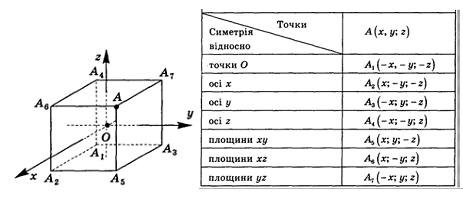 z
A₄
A₇
A₆
A
y
O
A₁
A₃
x
A₂
A₅
Точки
Симетрія
відносно
A(x, y; z)
точки O
A₁(−x, −y; −z)
осі x
A₂(x; −y; −z)
осі y
A₃(−x; y; −z)
осі z
A₄(−x; −y; z)
площини xy
A₅(x; y; −z)
площини xz
A₆(x; −y; z)
площини yz
A₇(−x; y; z)